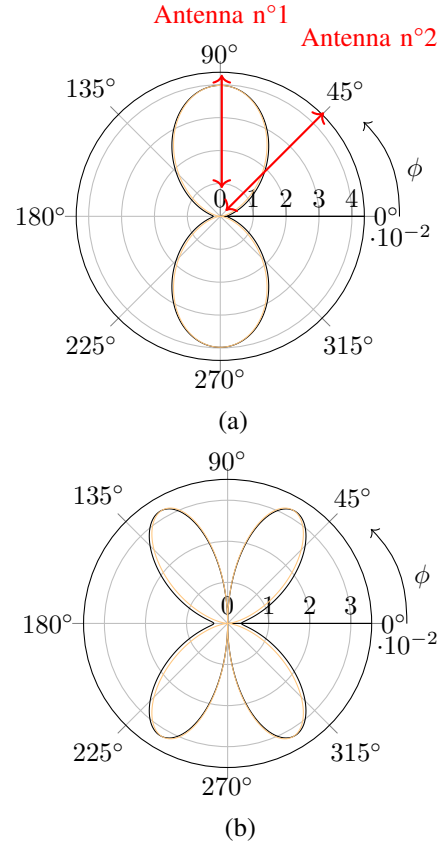 Antenna n°1
Antenna n°2
90°
135°
45°
ϕ
0 1 2 3 4
180°
0°
·10⁻²
225°
315°
270°
(a)
90°
135°
45°
ϕ
0 1 2 3
180°
0°
·10⁻²
225°
315°
270°
(b)